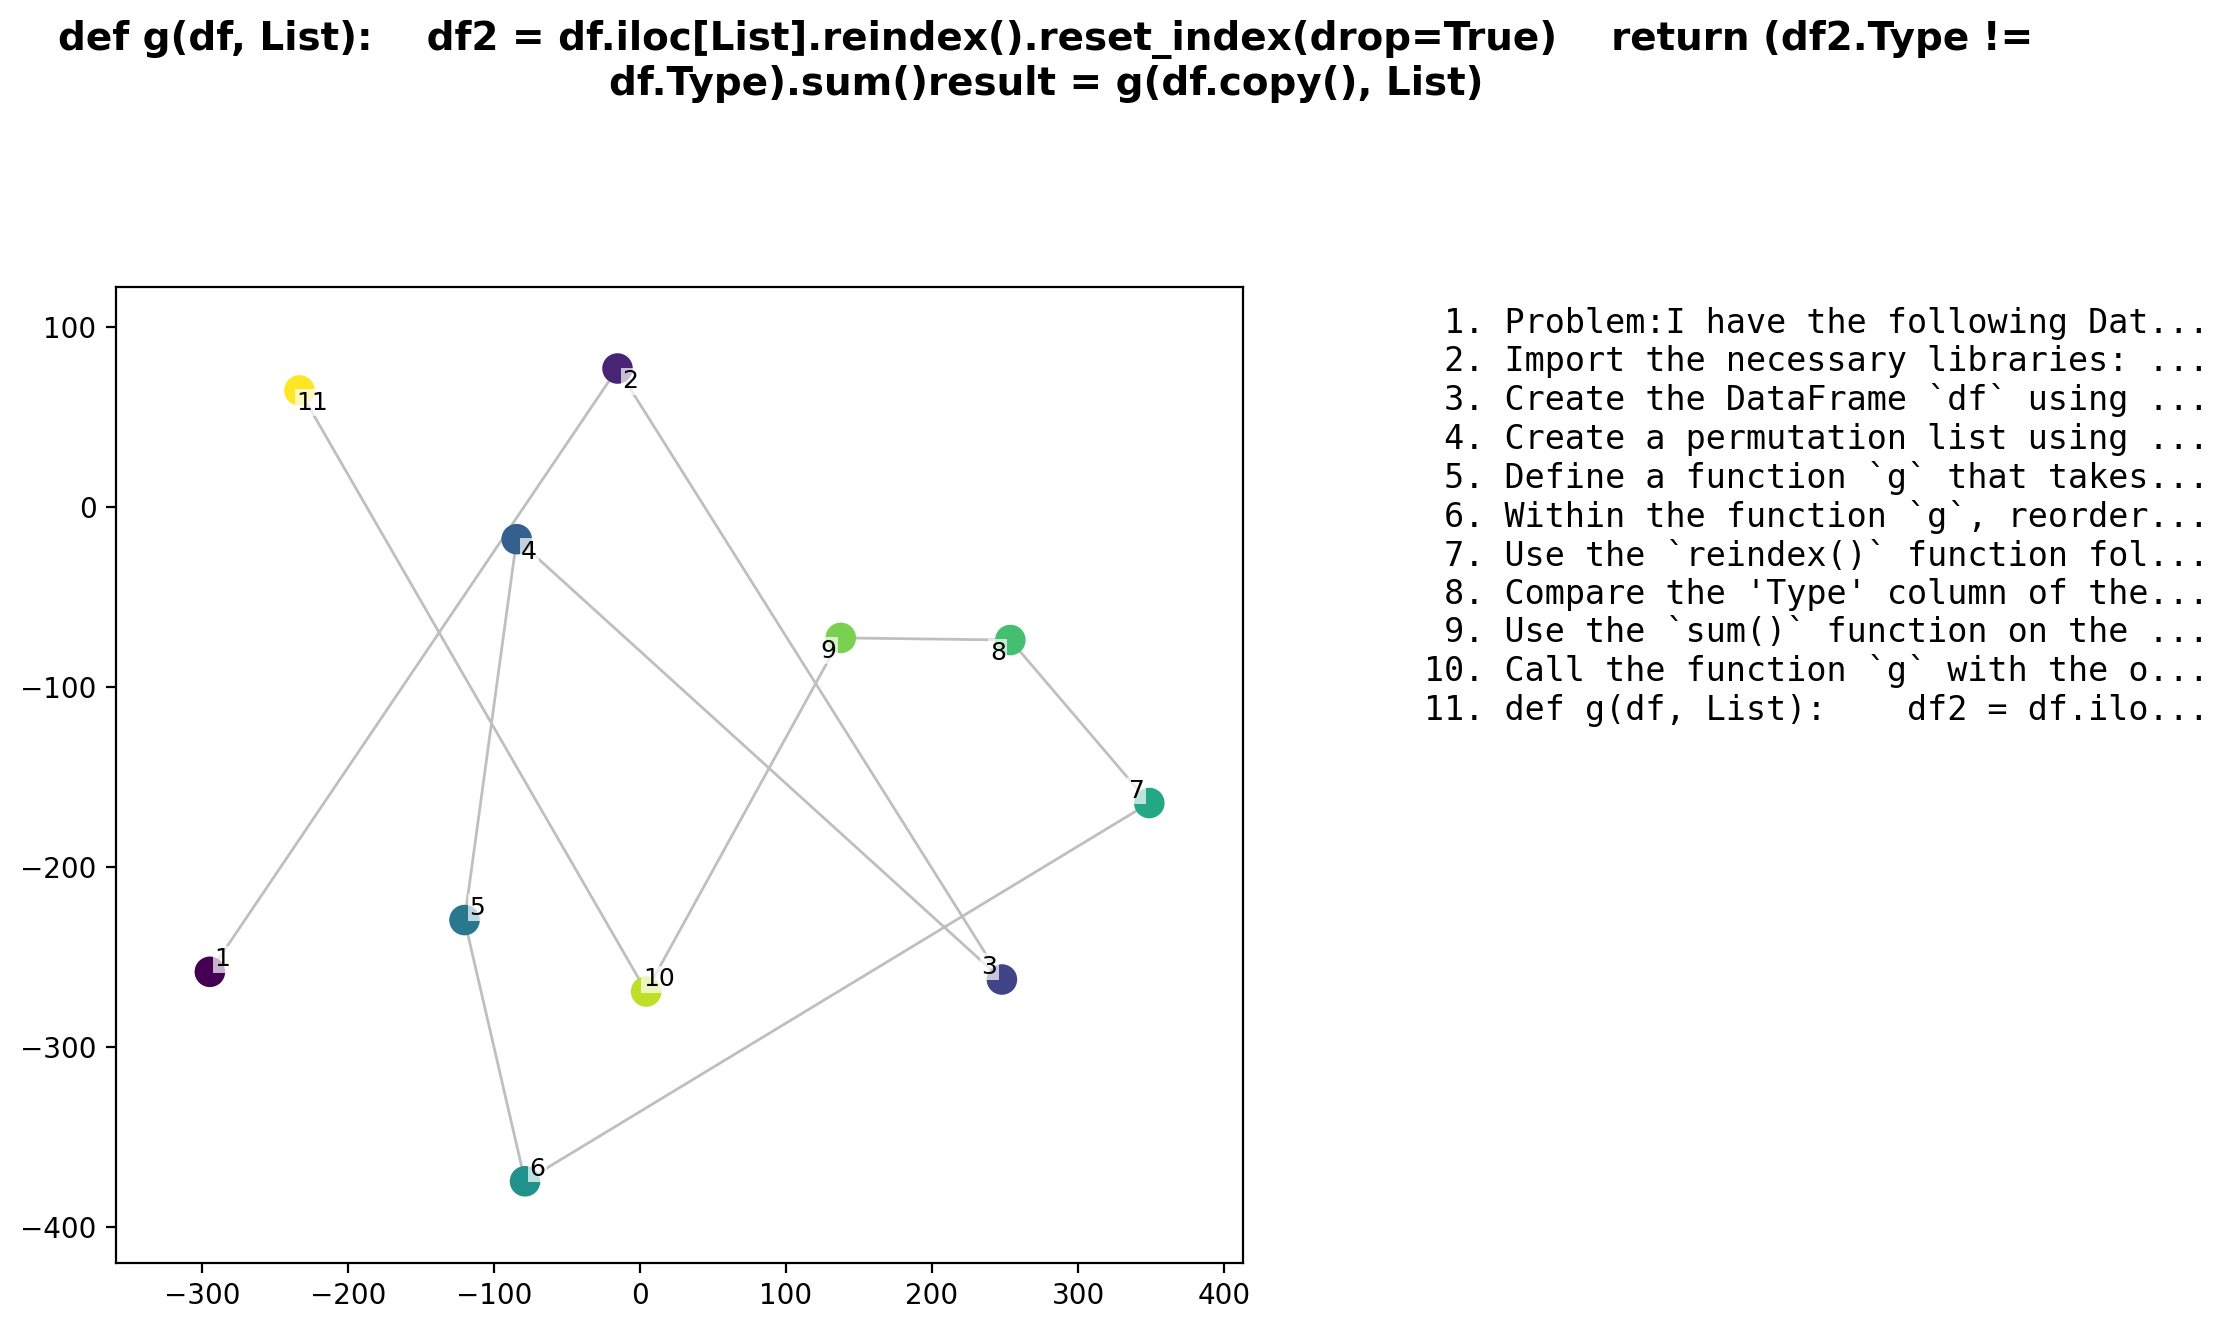 def g(df, List):    df2 = df.iloc[List].reindex().reset_index(drop=True)    return (df2.Type !=
df.Type).sum()result = g(df.copy(), List)
100
0
−100
−200
−300
−400
−300
−200
−100
0
100
200
300
400
11
2
4
9
8
7
5
1
10
3
6
1. Problem:I have the following Dat...
2. Import the necessary libraries: ...
3. Create the DataFrame `df` using ...
4. Create a permutation list using ...
5. Define a function `g` that takes...
6. Within the function `g`, reorder...
7. Use the `reindex()` function fol...
8. Compare the 'Type' column of the...
9. Use the `sum()` function on the ...
10. Call the function `g` with the o...
11. def g(df, List):    df2 = df.ilo...